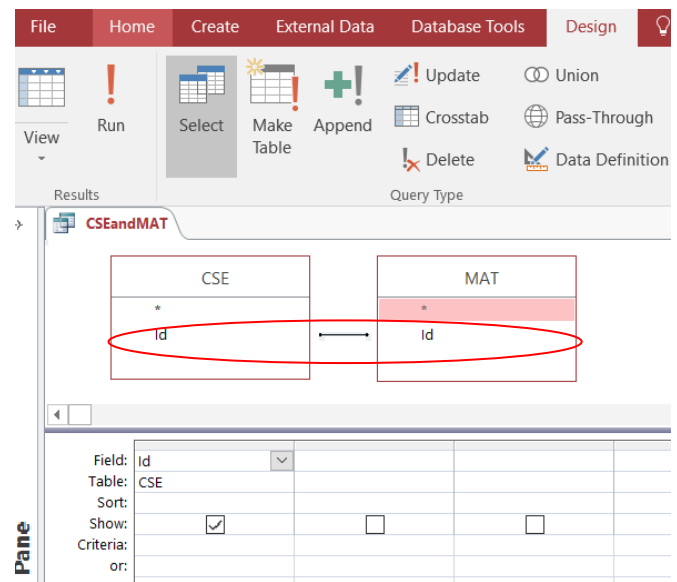 File Home Create External Data Database Tools Design
View Run Select Make Table Append Update Union
Crosstab Pass-Through
Delete Data Definition
Results Query Type
CSEandMAT
CSE MAT
* *
Id Id
Field: Id
Table: CSE
Sort:
Show:
Criteria:
or:
Pane